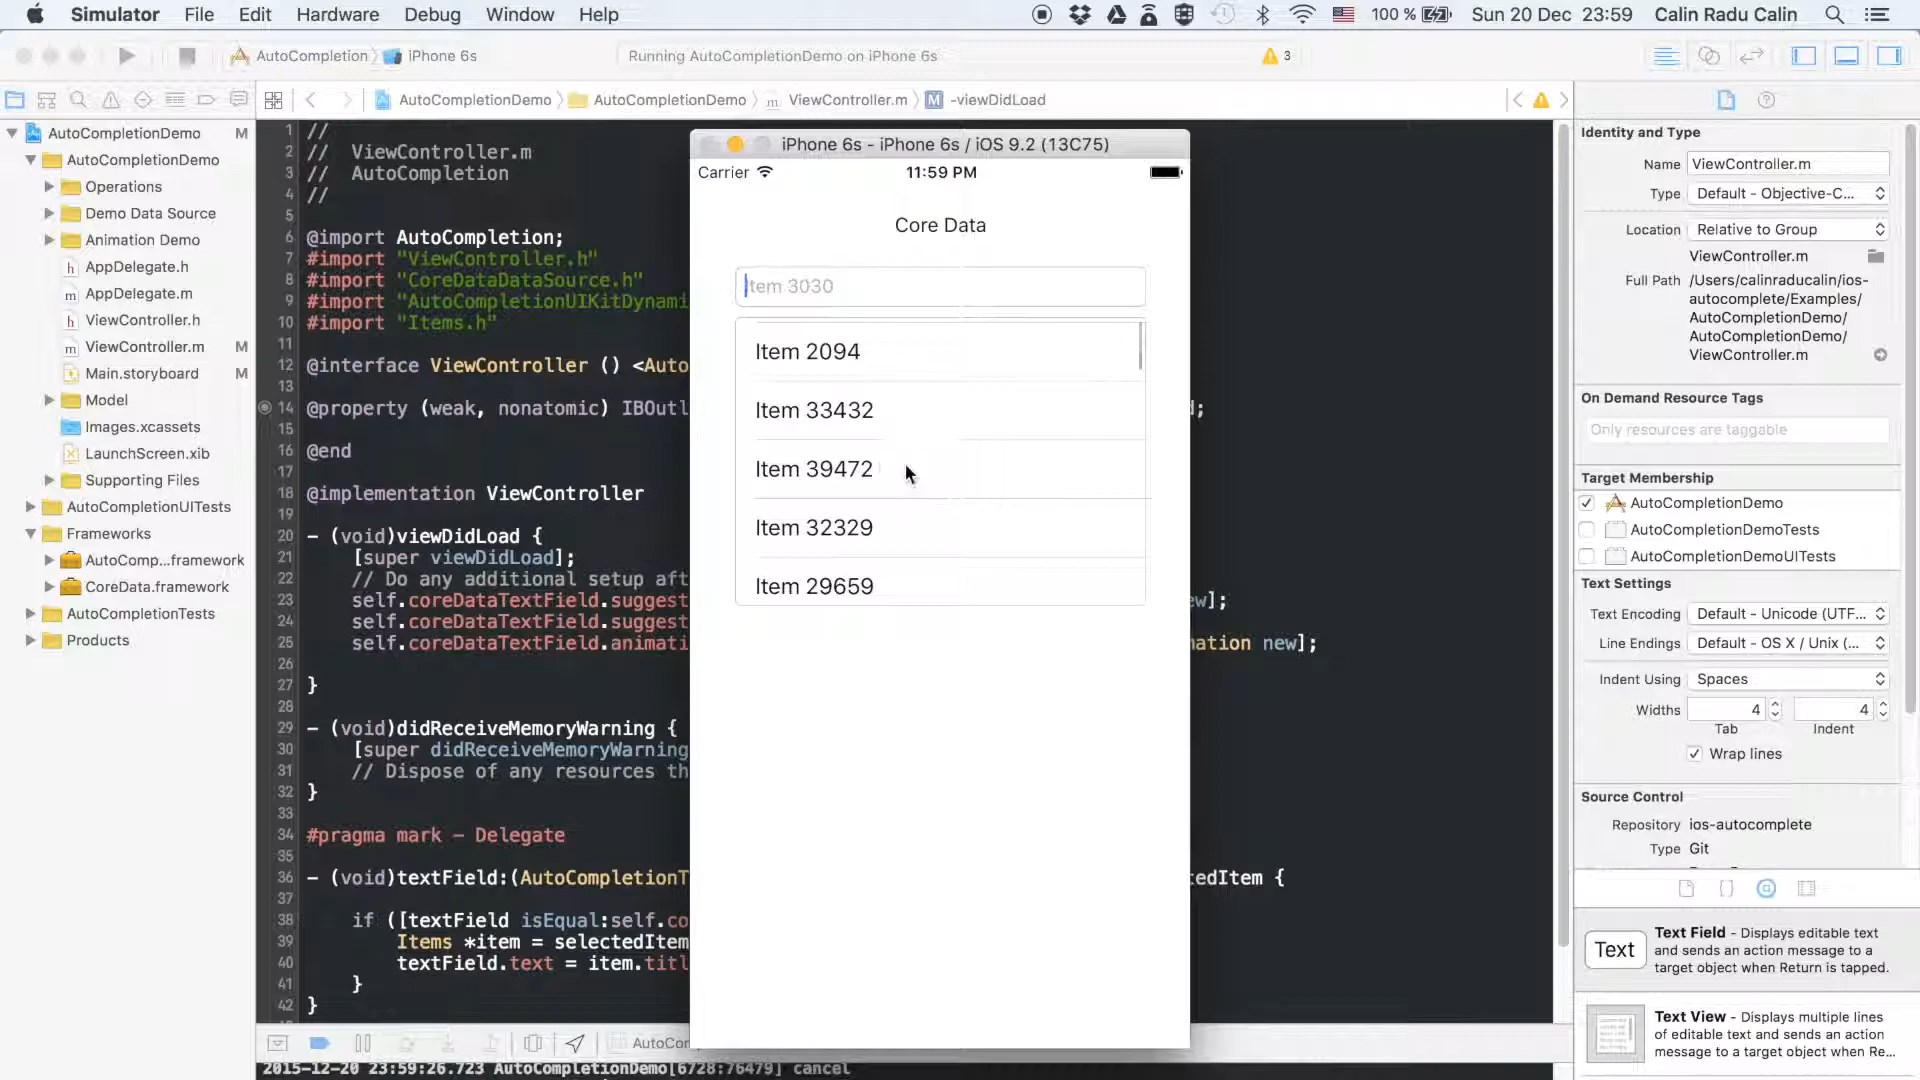 Simulator File Edit Hardware Debug Window Help 100 % Sun 20 Dec 23:59 Calin Radu Calin
AutoCompletion iPhone 6s Running AutoCompletionDemo on iPhone 6s 3
AutoCompletionDemo AutoCompletionDemo ViewController.m M -viewDidLoad
AutoCompletionDemo M
AutoCompletionDemo
Operations
Demo Data Source
Animation Demo
AppDelegate.h
AppDelegate.m
ViewController.h
ViewController.m M
Main.storyboard M
Model
Images.xcassets
LaunchScreen.xib
Supporting Files
AutoCompletionUITests
Frameworks
AutoComp...framework
CoreData.framework
AutoCompletionTests
Products
1 //
2 // ViewController.m
3 // AutoCompletion
4 //
5
6 @import AutoCompletion;
7 #import "ViewController.h"
8 #import "CoreDataDataSource.h"
9 #import "AutoCompletionUIKitDynami
10 #import "Items.h"
11
12 @interface ViewController () <Auto
13
14 @property (weak, nonatomic) IBOutl d;
15
16 @end
17
18 @implementation ViewController
19
20 - (void)viewDidLoad {
21 [super viewDidLoad];
22 // Do any additional setup aft
23 self.coreDataTextField.suggest ew];
24 self.coreDataTextField.suggest
25 self.coreDataTextField.animati mation new];
26
27 }
28
29 - (void)didReceiveMemoryWarning {
30 [super didReceiveMemoryWarning
31 // Dispose of any resources th
32 }
33
34 #pragma mark - Delegate
35
36 - (void)textField:(AutoCompletionT tedItem {
37
38 if ([textField isEqual:self.co
39 Items *item = selectedItem
40 textField.text = item.titl
41 }
42 }
AutoCor
2015-12-20 23:59:26.723 AutoCompletionDemo[6728:76479] cancel
iPhone 6s - iPhone 6s / iOS 9.2 (13C75)
Carrier 11:59 PM
Core Data
Item 3030
Item 2094
Item 33432
Item 39472
Item 32329
Item 29659
Identity and Type
Name ViewController.m
Type Default - Objective-C...
Location Relative to Group
ViewController.m
Full Path /Users/calinraducalin/ios-
autocomplete/Examples/
AutoCompletionDemo/
AutoCompletionDemo/
ViewController.m
On Demand Resource Tags
Only resources are taggable
Target Membership
AutoCompletionDemo
AutoCompletionDemoTests
AutoCompletionDemoUITests
Text Settings
Text Encoding Default - Unicode (UTF...
Line Endings Default - OS X / Unix (...
Indent Using Spaces
Widths 4 4
Tab Indent
Wrap lines
Source Control
Repository ios-autocomplete
Type Git
Text
Text Field - Displays editable text
and sends an action message to a
target object when Return is tapped.
Text View - Displays multiple lines
of editable text and sends an action
message to a target object when Re...